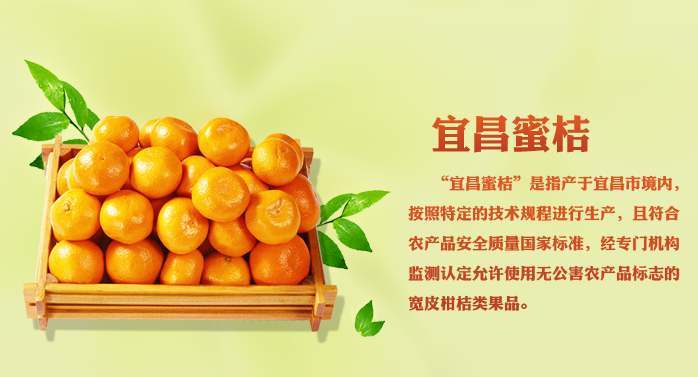 宜昌蜜桔
“宜昌蜜桔”是指产于宜昌市境内，
按照特定的技术规程进行生产，且符合
农产品安全质量国家标准，经专门机构
监测认定允许使用无公害农产品标志的
宽皮柑桔类果品。